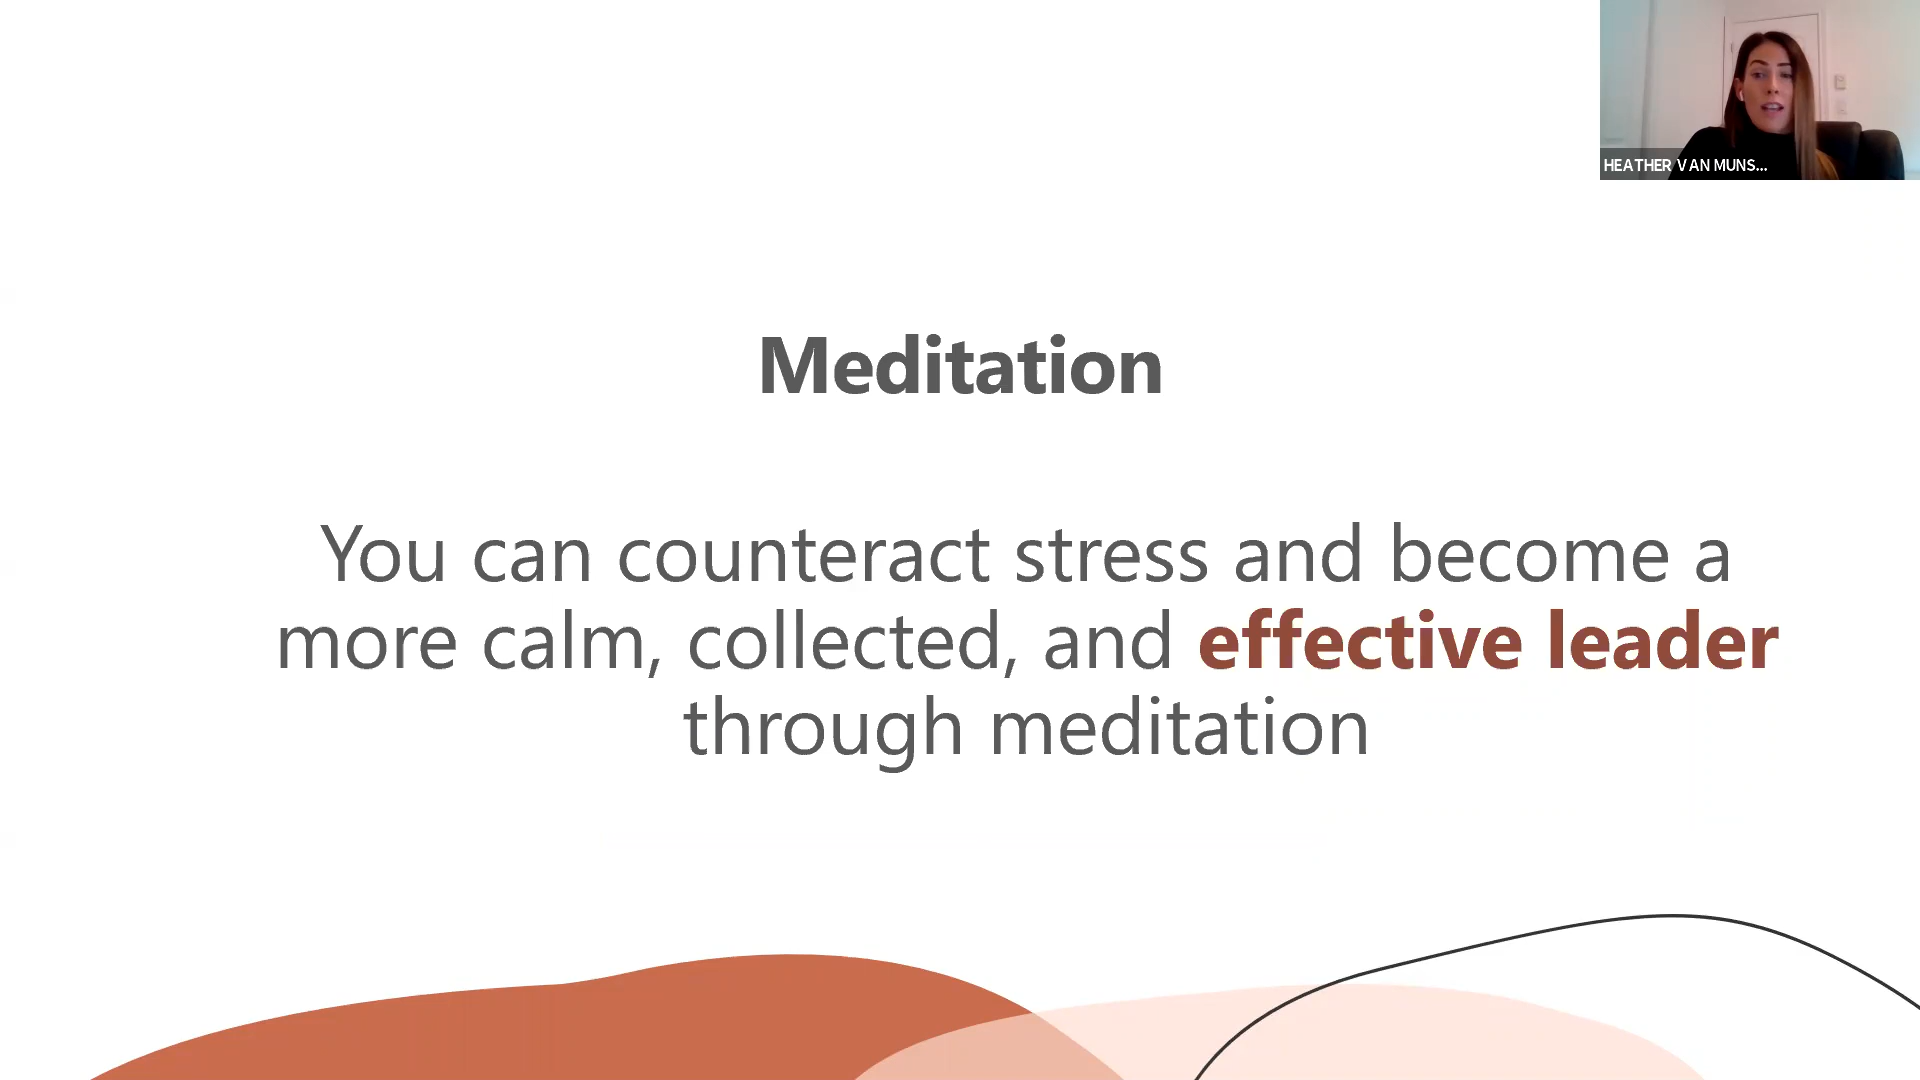 HEATHER VAN MUNS...
Meditation
You can counteract stress and become a
more calm, collected, and effective leader
through meditation